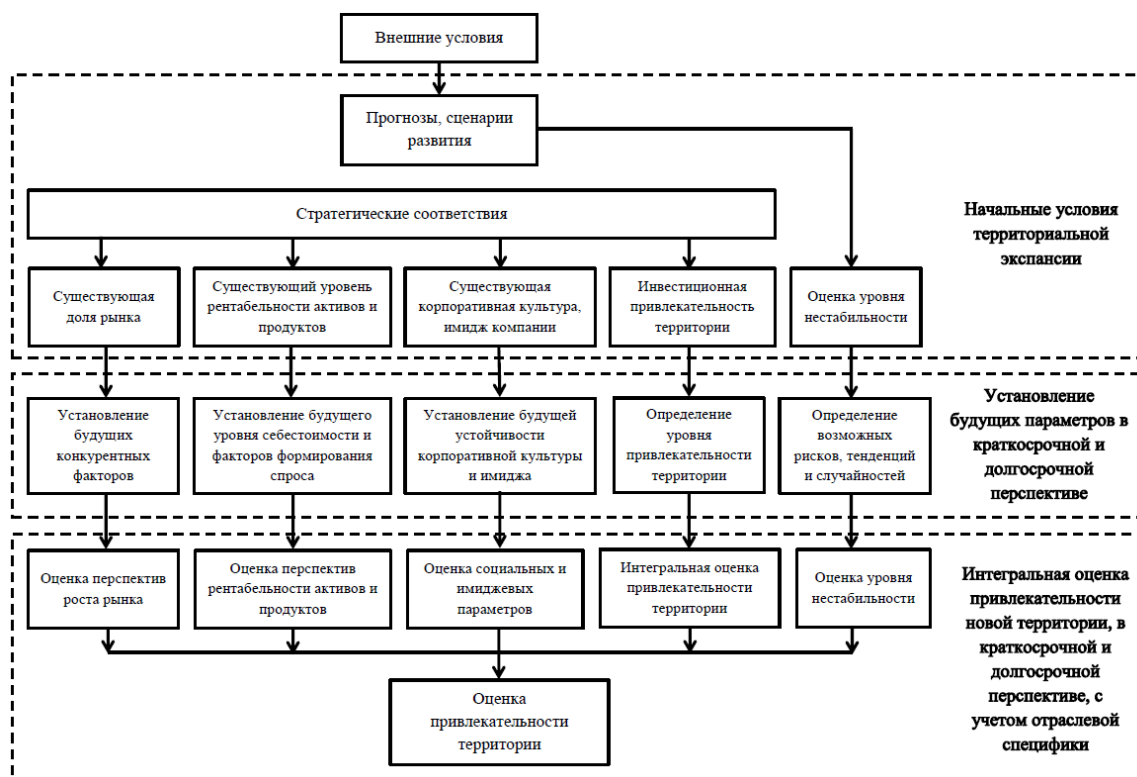 Внешние условия
Прогнозы, сценарии
развития
Стратегические соответствия
Начальные условия
территориальной
экспансии
Существующая
доля рынка
Существующий уровень
рентабельности активов и
продуктов
Существующая
корпоративная культура,
имидж компании
Инвестиционная
привлекательность
территории
Оценка уровня
нестабильности
Установление
будущих
конкурентных
факторов
Установление будущего
уровня себестоимости и
факторов формирования
спроса
Установление будущей
устойчивости
корпоративной культуры
и имиджа
Определение
уровня
привлекательности
территории
Определение
возможных
рисков, тенденций
и случайностей
Установление
будущих параметров в
краткосрочной и
долгосрочной
перспективе
Оценка перспектив
роста рынка
Оценка перспектив
рентабельности активов и
продуктов
Оценка социальных и
имиджевых
параметров
Интегральная оценка
привлекательности
территории
Оценка уровня
нестабильности
Интегральная оценка
привлекательности
новой территории, в
краткосрочной и
долгосрочной
перспективе, с
учетом отраслевой
специфики
Оценка
привлекательности
территории